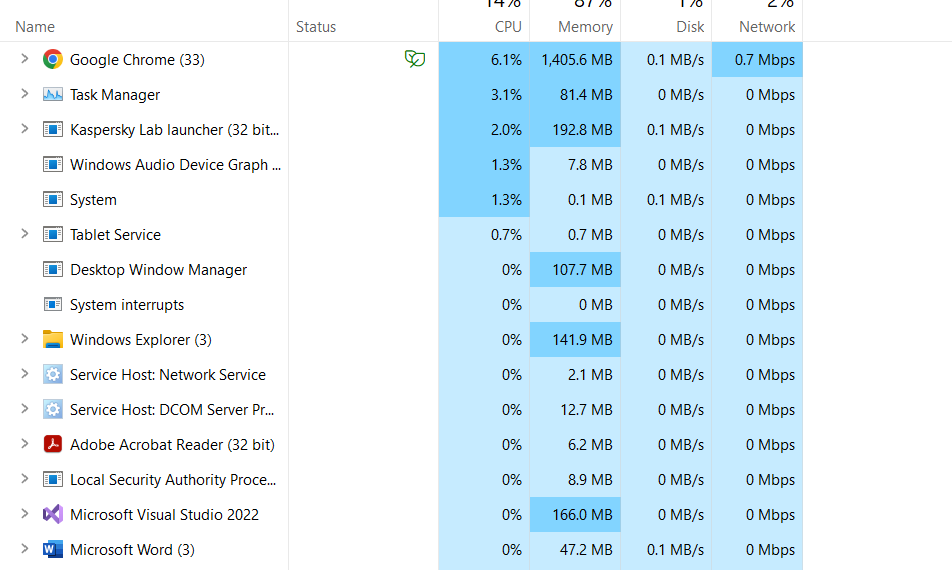 14% 87% 1% 2%
Name Status CPU Memory Disk Network
Google Chrome (33) 6.1% 1,405.6 MB 0.1 MB/s 0.7 Mbps
Task Manager 3.1% 81.4 MB 0 MB/s 0 Mbps
Kaspersky Lab launcher (32 bit... 2.0% 192.8 MB 0.1 MB/s 0 Mbps
Windows Audio Device Graph ... 1.3% 7.8 MB 0 MB/s 0 Mbps
System 1.3% 0.1 MB 0.1 MB/s 0 Mbps
Tablet Service 0.7% 0.7 MB 0 MB/s 0 Mbps
Desktop Window Manager 0% 107.7 MB 0 MB/s 0 Mbps
System interrupts 0% 0 MB 0 MB/s 0 Mbps
Windows Explorer (3) 0% 141.9 MB 0 MB/s 0 Mbps
Service Host: Network Service 0% 2.1 MB 0 MB/s 0 Mbps
Service Host: DCOM Server Pr... 0% 12.7 MB 0 MB/s 0 Mbps
Adobe Acrobat Reader (32 bit) 0% 6.2 MB 0 MB/s 0 Mbps
Local Security Authority Proce... 0% 8.9 MB 0 MB/s 0 Mbps
Microsoft Visual Studio 2022 0% 166.0 MB 0 MB/s 0 Mbps
Microsoft Word (3) 0% 47.2 MB 0.1 MB/s 0 Mbps